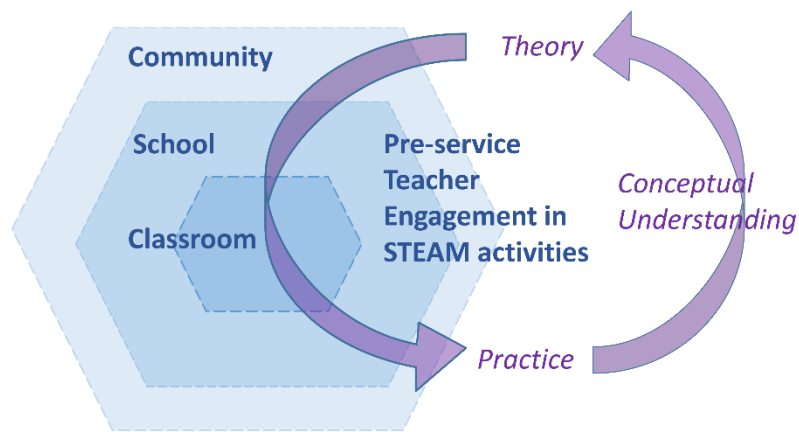 Community
Theory
School
Pre-service
Teacher
Engagement in
STEAM activities
Classroom
Conceptual
Understanding
Practice